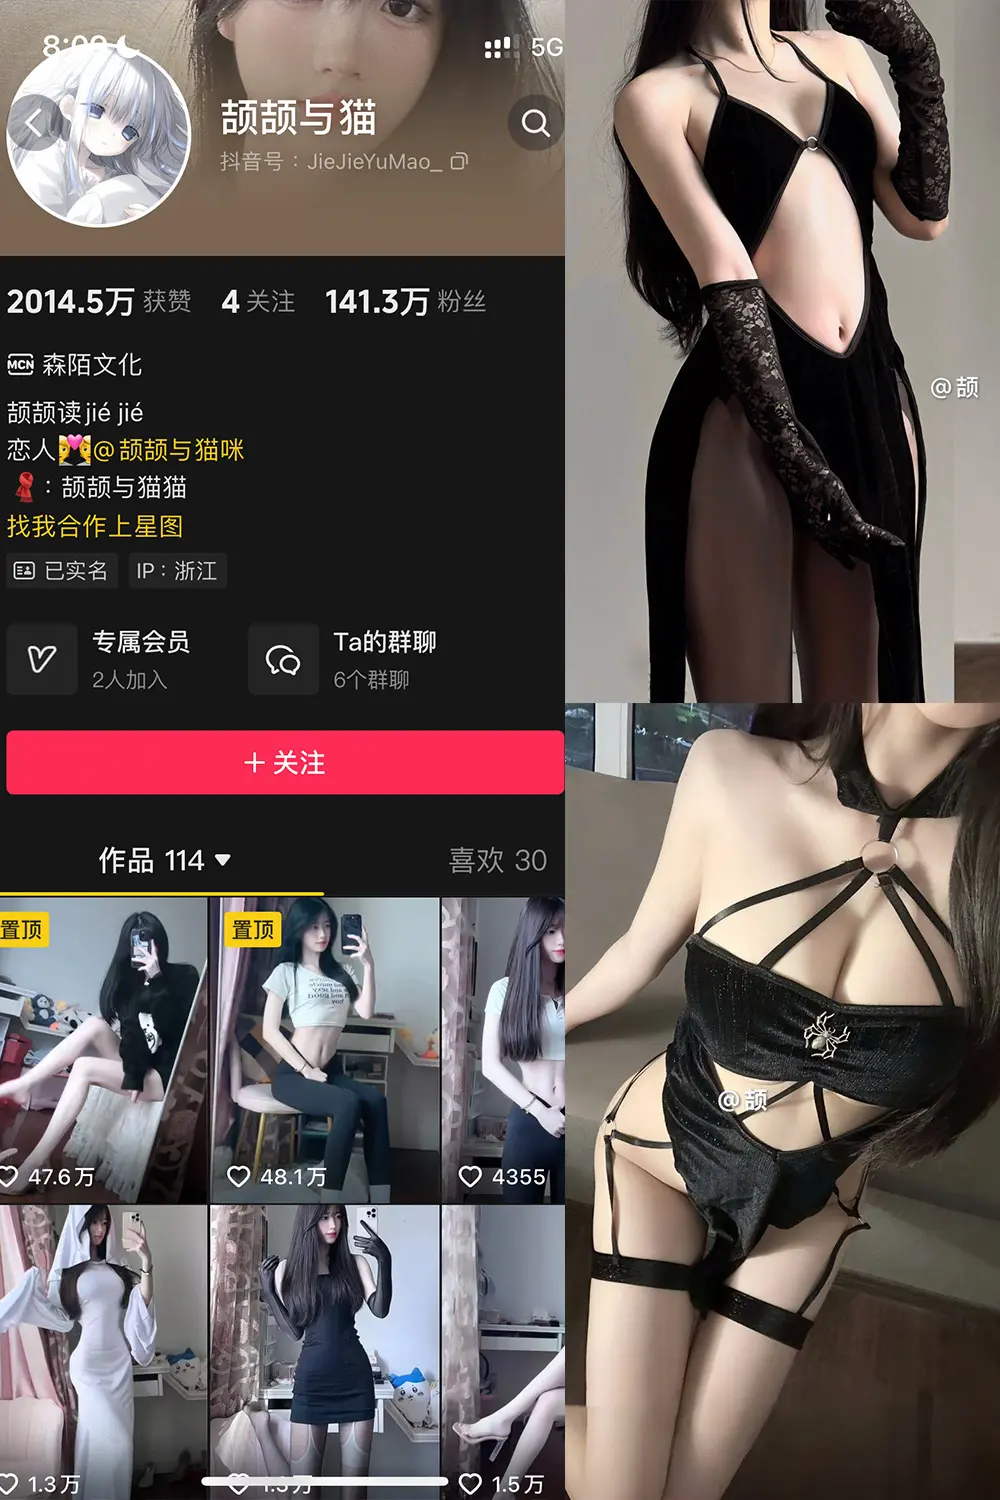 8:09
5G
颉颉与猫
抖音号：JieJieYuMao_
2014.5万 获赞 4 关注 141.3万 粉丝
MCN 森陌文化
颉颉读jié jié
恋人@颉颉与猫咪
：颉颉与猫猫
找我合作上星图
已实名 IP：浙江
专属会员
2人加入
Ta的群聊
6个群聊
+ 关注
作品 114 喜欢 30
置顶
置顶
47.6万 48.1万 4355
1.3万 1.5万
@颉
@颉